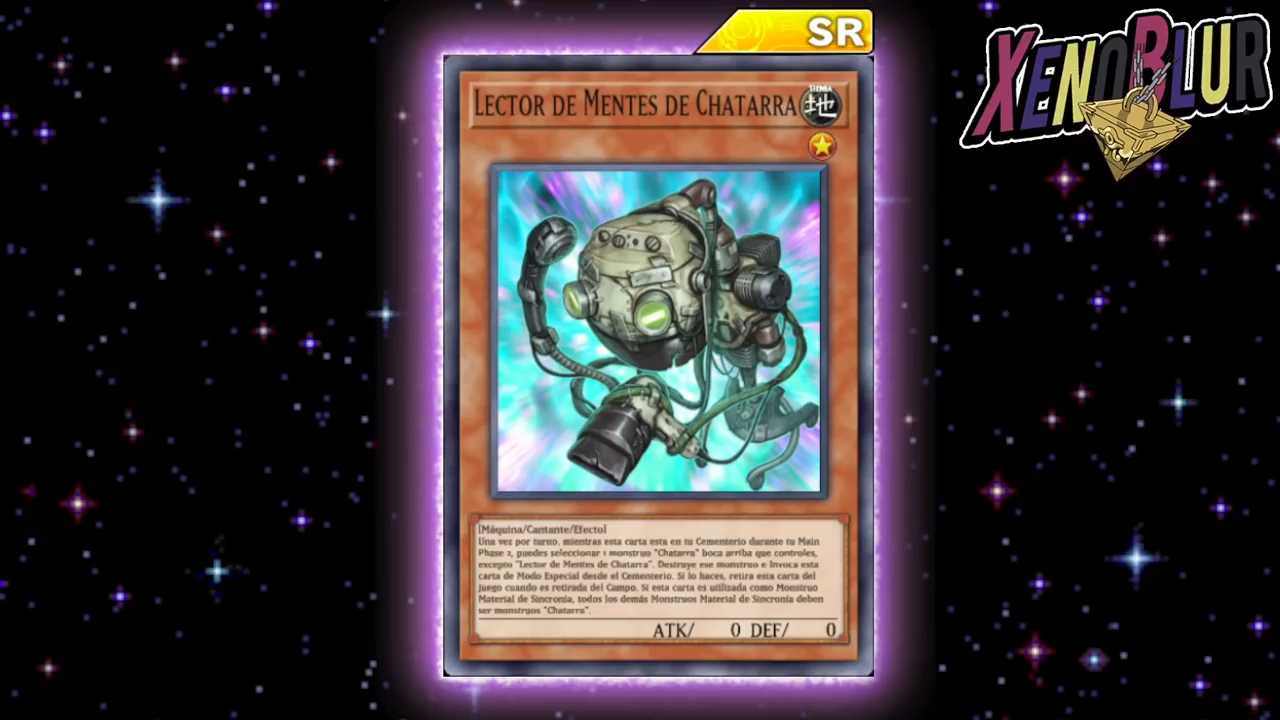 SR
XENOBLUR
LECTOR DE MENTES DE CHATARRA
TIERRA
地
[Máquina/Cantante/Efecto]
Una vez por turno, mientras esta carta esta en tu Cementerio durante tu Main
Phase 2, puedes seleccionar 1 monstruo "Chatarra" boca arriba que controles,
excepto "Lector de Mentes de Chatarra". Destruye ese monstruo e Invoca esta
carta de Modo Especial desde el Cementerio. Si lo haces, retira esta carta del
juego cuando es retirada del Campo. Si esta carta es utilizada como Monstruo
Material de Sincronía, todos los demás Monstruos Material de Sincronía deben
ser monstruos "Chatarra".
ATK/ 0 DEF/ 0